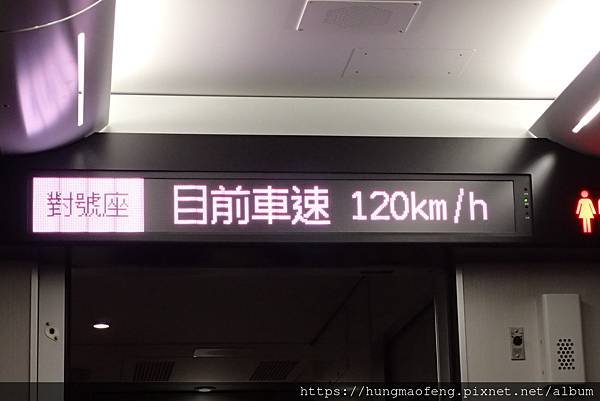 對號座 目前車速 120km/h
https://hungmaofeng.pixnet.net/album